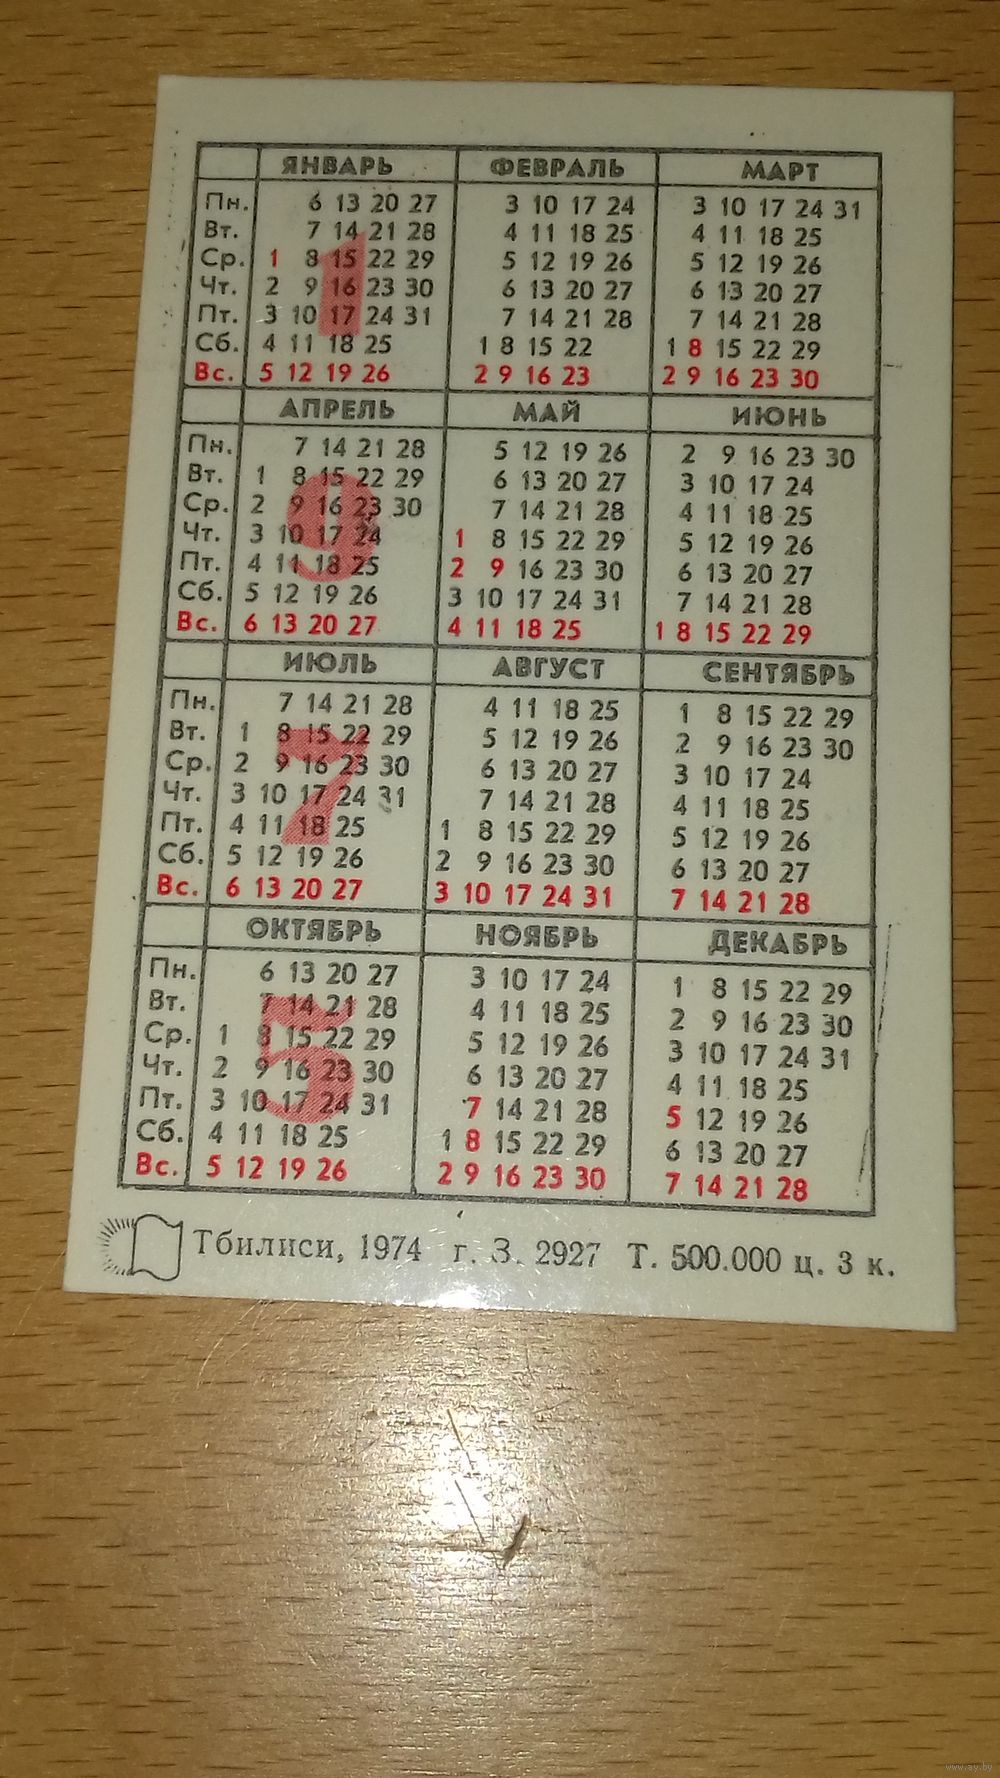 ЯНВАРЬ ФЕВРАЛЬ МАРТ
Пн. 6 13 20 27 3 10 17 24 3 10 17 24 31
Вт. 7 14 21 28 4 11 18 25 4 11 18 25
Ср. 1 8 15 22 29 5 12 19 26 5 12 19 26
Чт. 2 9 16 23 30 6 13 20 27 6 13 20 27
Пт. 3 10 17 24 31 7 14 21 28 7 14 21 28
Сб. 4 11 18 25 1 8 15 22 1 8 15 22 29
Вс. 5 12 19 26 2 9 16 23 2 9 16 23 30
1
АПРЕЛЬ МАЙ ИЮНЬ
Пн. 7 14 21 28 5 12 19 26 2 9 16 23 30
Вт. 1 8 15 22 29 6 13 20 27 3 10 17 24
Ср. 2 9 16 23 30 7 14 21 28 4 11 18 25
Чт. 3 10 17 24 1 8 15 22 29 5 12 19 26
Пт. 4 11 18 25 2 9 16 23 30 6 13 20 27
Сб. 5 12 19 26 3 10 17 24 31 7 14 21 28
Вс. 6 13 20 27 4 11 18 25 1 8 15 22 29
9
ИЮЛЬ АВГУСТ СЕНТЯБРЬ
Пн. 7 14 21 28 4 11 18 25 1 8 15 22 29
Вт. 1 8 15 22 29 5 12 19 26 2 9 16 23 30
Ср. 2 9 16 23 30 6 13 20 27 3 10 17 24
Чт. 3 10 17 24 31 7 14 21 28 4 11 18 25
Пт. 4 11 18 25 1 8 15 22 29 5 12 19 26
Сб. 5 12 19 26 2 9 16 23 30 6 13 20 27
Вс. 6 13 20 27 3 10 17 24 31 7 14 21 28
7
ОКТЯБРЬ НОЯБРЬ ДЕКАБРЬ
Пн. 6 13 20 27 3 10 17 24 1 8 15 22 29
Вт. 7 14 21 28 4 11 18 25 2 9 16 23 30
Ср. 1 8 15 22 29 5 12 19 26 3 10 17 24 31
Чт. 2 9 16 23 30 6 13 20 27 4 11 18 25
Пт. 3 10 17 24 31 7 14 21 28 5 12 19 26
Сб. 4 11 18 25 1 8 15 22 29 6 13 20 27
Вс. 5 12 19 26 2 9 16 23 30 7 14 21 28
5
Тбилиси, 1974 г. З. 2927 Т. 500.000 ц. 3 к.
www.ay.by